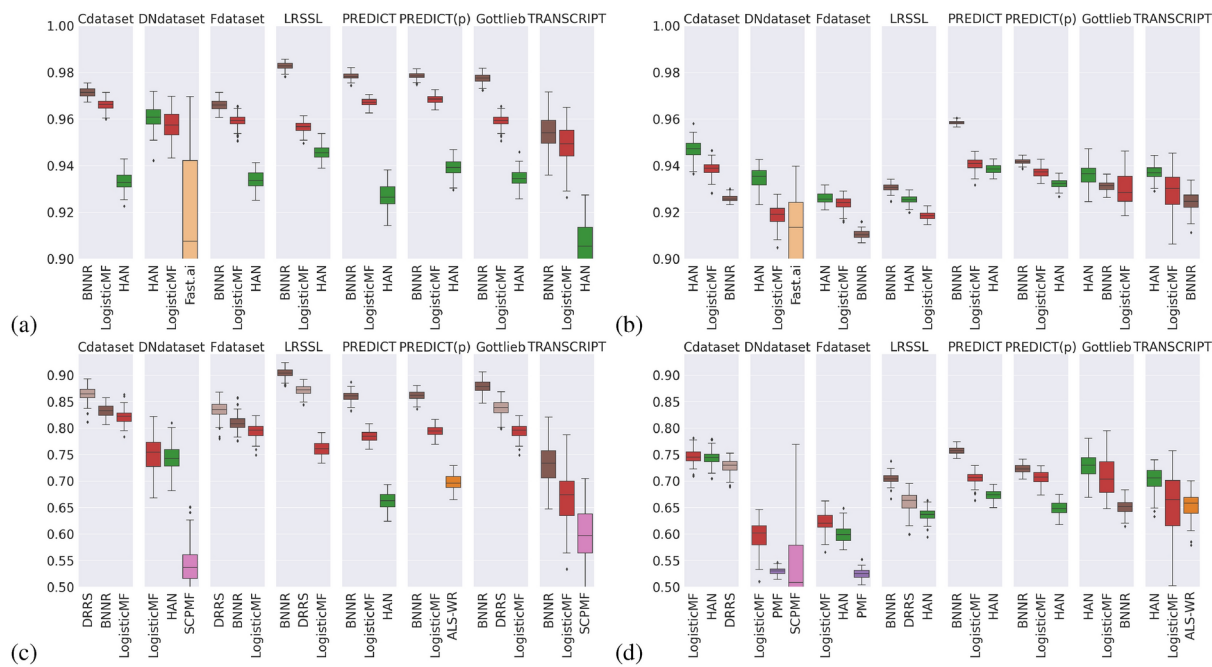 Cdataset DNdataset Fdataset LRSSL PREDICT PREDICT(p) Gottlieb TRANSCRIPT
1.00
0.98
0.96
0.94
0.92
0.90
BNNR LogisticMF HAN
HAN LogisticMF Fast.ai
BNNR LogisticMF HAN
BNNR LogisticMF HAN
BNNR LogisticMF HAN
BNNR LogisticMF HAN
BNNR LogisticMF HAN
BNNR LogisticMF HAN
(a)
Cdataset DNdataset Fdataset LRSSL PREDICT PREDICT(p) Gottlieb TRANSCRIPT
1.00
0.98
0.96
0.94
0.92
0.90
HAN LogisticMF BNNR
HAN LogisticMF Fast.ai
HAN LogisticMF BNNR
BNNR HAN LogisticMF
BNNR LogisticMF HAN
BNNR LogisticMF HAN
HAN BNNR LogisticMF
HAN LogisticMF BNNR
(b)
Cdataset DNdataset Fdataset LRSSL PREDICT PREDICT(p) Gottlieb TRANSCRIPT
0.90
0.85
0.80
0.75
0.70
0.65
0.60
0.55
0.50
DRRS BNNR LogisticMF
LogisticMF HAN SCPMF
DRRS BNNR LogisticMF
BNNR DRRS LogisticMF
BNNR LogisticMF HAN
BNNR LogisticMF ALS-WR
BNNR DRRS LogisticMF
BNNR LogisticMF SCPMF
(c)
Cdataset DNdataset Fdataset LRSSL PREDICT PREDICT(p) Gottlieb TRANSCRIPT
0.90
0.85
0.80
0.75
0.70
0.65
0.60
0.55
0.50
LogisticMF HAN DRRS
LogisticMF PMF SCPMF
LogisticMF HAN PMF
BNNR DRRS HAN
BNNR LogisticMF HAN
BNNR LogisticMF HAN
HAN LogisticMF BNNR
HAN LogisticMF ALS-WR
(d)